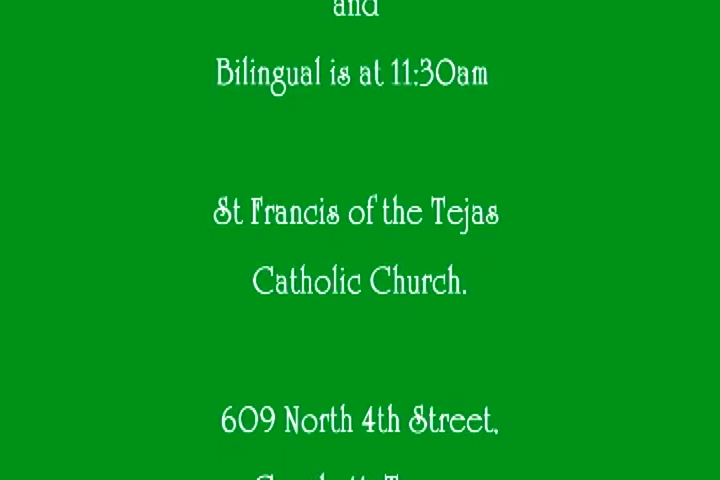 and
Bilingual is at 11:30am
St Francis of the Tejas
Catholic Church.
609 North 4th Street,